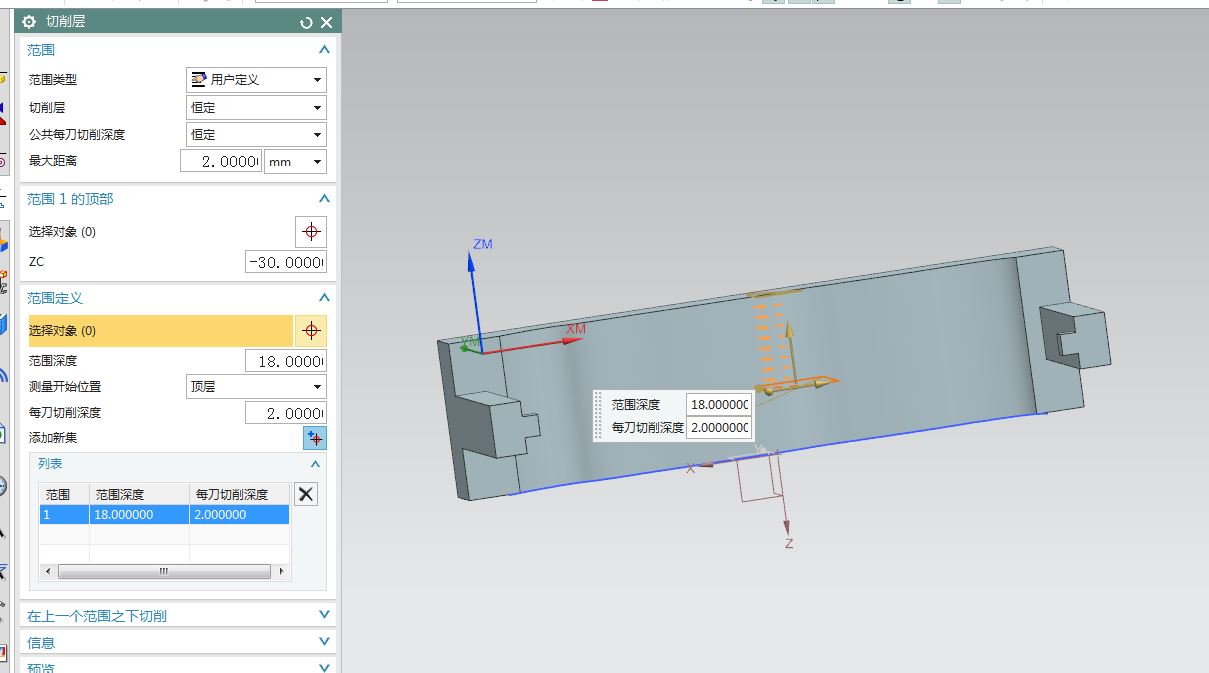 切削层
范围
范围类型 用户定义
切削层 恒定
公共每刀切削深度 恒定
最大距离 2.0000 mm
范围 1 的顶部
选择对象 (0)
ZC -30.0000
范围定义
选择对象 (0)
范围深度 18.0000
测量开始位置 顶层
每刀切削深度 2.0000
添加新集
列表
范围 范围深度 每刀切削深度
1 18.000000 2.000000
在上一个范围之下切削
信息
预览
ZM
XM
YM
范围深度 18.00000
每刀切削深度 2.000000
X
Z